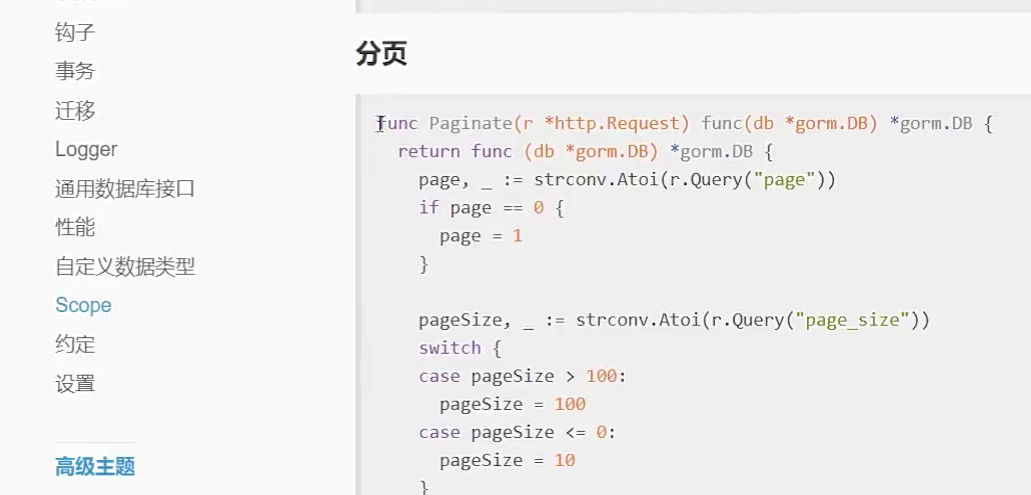 钩子
事务
迁移
Logger
通用数据库接口
性能
自定义数据类型
Scope
约定
设置
高级主题
分页
func Paginate(r *http.Request) func(db *gorm.DB) *gorm.DB {
return func (db *gorm.DB) *gorm.DB {
page, _ := strconv.Atoi(r.Query("page"))
if page == 0 {
page = 1
}
pageSize, _ := strconv.Atoi(r.Query("page_size"))
switch {
case pageSize > 100:
pageSize = 100
case pageSize <= 0:
pageSize = 10
}